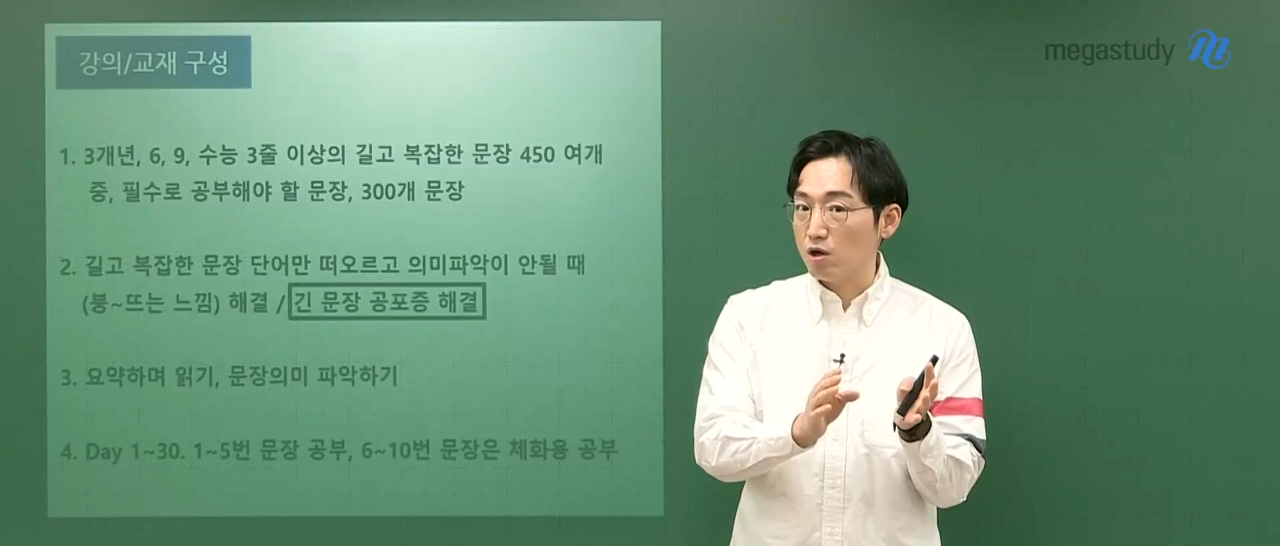 강의/교재 구성
megastudy
1. 3개년, 6, 9, 수능 3줄 이상의 길고 복잡한 문장 450 여개
중, 필수로 공부해야 할 문장, 300개 문장
2. 길고 복잡한 문장 단어만 떠오르고 의미파악이 안될 때
(붕~뜨는 느낌) 해결 / 긴 문장 공포증 해결
3. 요약하며 읽기, 문장의미 파악하기
4. Day 1~30. 1~5번 문장 공부, 6~10번 문장은 체화용 공부